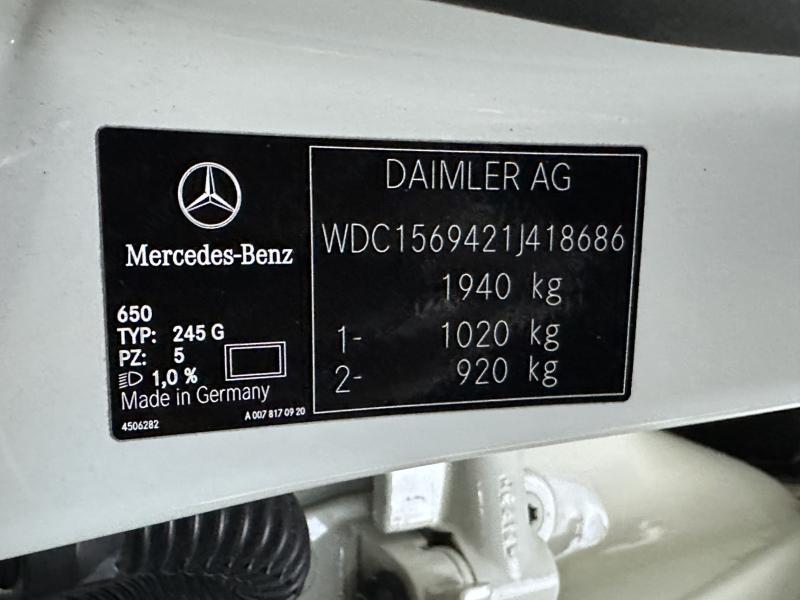 Mercedes-Benz
650
TYP: 245 G
PZ: 5
1,0 %
Made in Germany
4506282
A 007 817 09 20
DAIMLER AG
WDC1569421J418686
1940 kg
1- 1020 kg
2- 920 kg